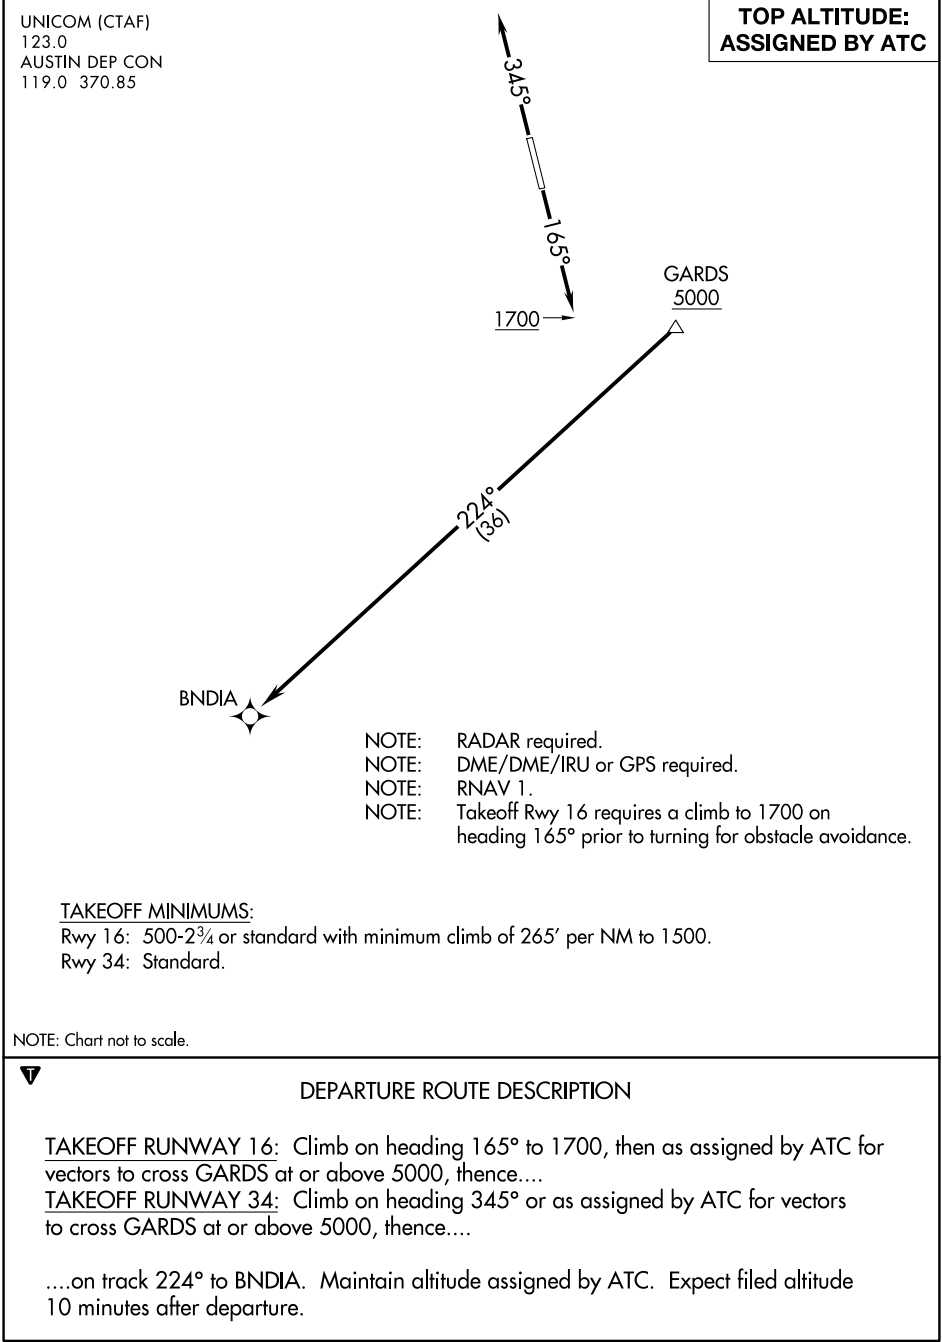 UNICOM (CTAF)
123.0
AUSTIN DEP CON
119.0 370.85
TOP ALTITUDE:
ASSIGNED BY ATC
345°
165°
1700
GARDS
5000
224°
(36)
BNDIA
NOTE: RADAR required.
NOTE: DME/DME/IRU or GPS required.
NOTE: RNAV 1.
NOTE: Takeoff Rwy 16 requires a climb to 1700 on
heading 165° prior to turning for obstacle avoidance.
TAKEOFF MINIMUMS:
Rwy 16: 500-2¾ or standard with minimum climb of 265' per NM to 1500.
Rwy 34: Standard.
NOTE: Chart not to scale.
T
DEPARTURE ROUTE DESCRIPTION
TAKEOFF RUNWAY 16: Climb on heading 165° to 1700, then as assigned by ATC for
vectors to cross GARDS at or above 5000, thence....
TAKEOFF RUNWAY 34: Climb on heading 345° or as assigned by ATC for vectors
to cross GARDS at or above 5000, thence....
....on track 224° to BNDIA. Maintain altitude assigned by ATC. Expect filed altitude
10 minutes after departure.